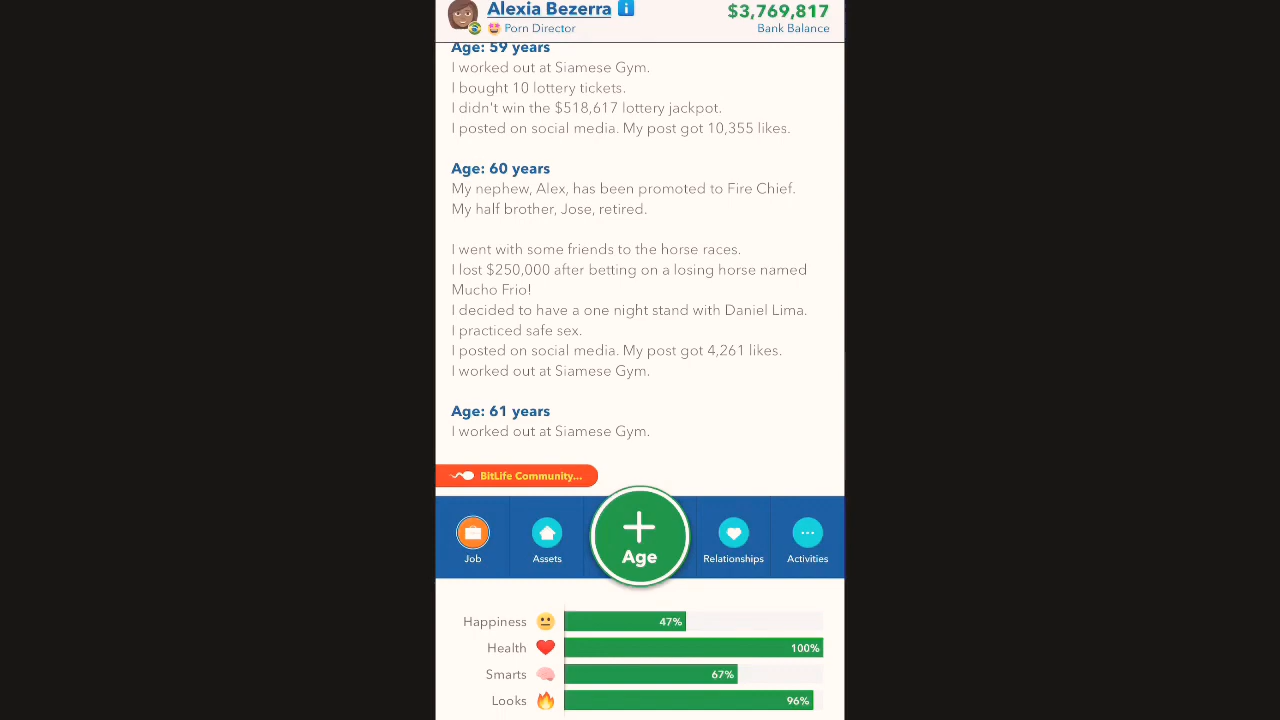 Alexia Bezerra
$3,769,817
Porn Director
Bank Balance
Age: 59 years
I worked out at Siamese Gym.
I bought 10 lottery tickets.
I didn't win the $518,617 lottery jackpot.
I posted on social media. My post got 10,355 likes.
Age: 60 years
My nephew, Alex, has been promoted to Fire Chief.
My half brother, Jose, retired.
I went with some friends to the horse races.
I lost $250,000 after betting on a losing horse named
Mucho Frio!
I decided to have a one night stand with Daniel Lima.
I practiced safe sex.
I posted on social media. My post got 4,261 likes.
I worked out at Siamese Gym.
Age: 61 years
I worked out at Siamese Gym.
BitLife Community...
Job
Assets
Age
Relationships
Activities
Happiness 47%
Health 100%
Smarts 67%
Looks 96%